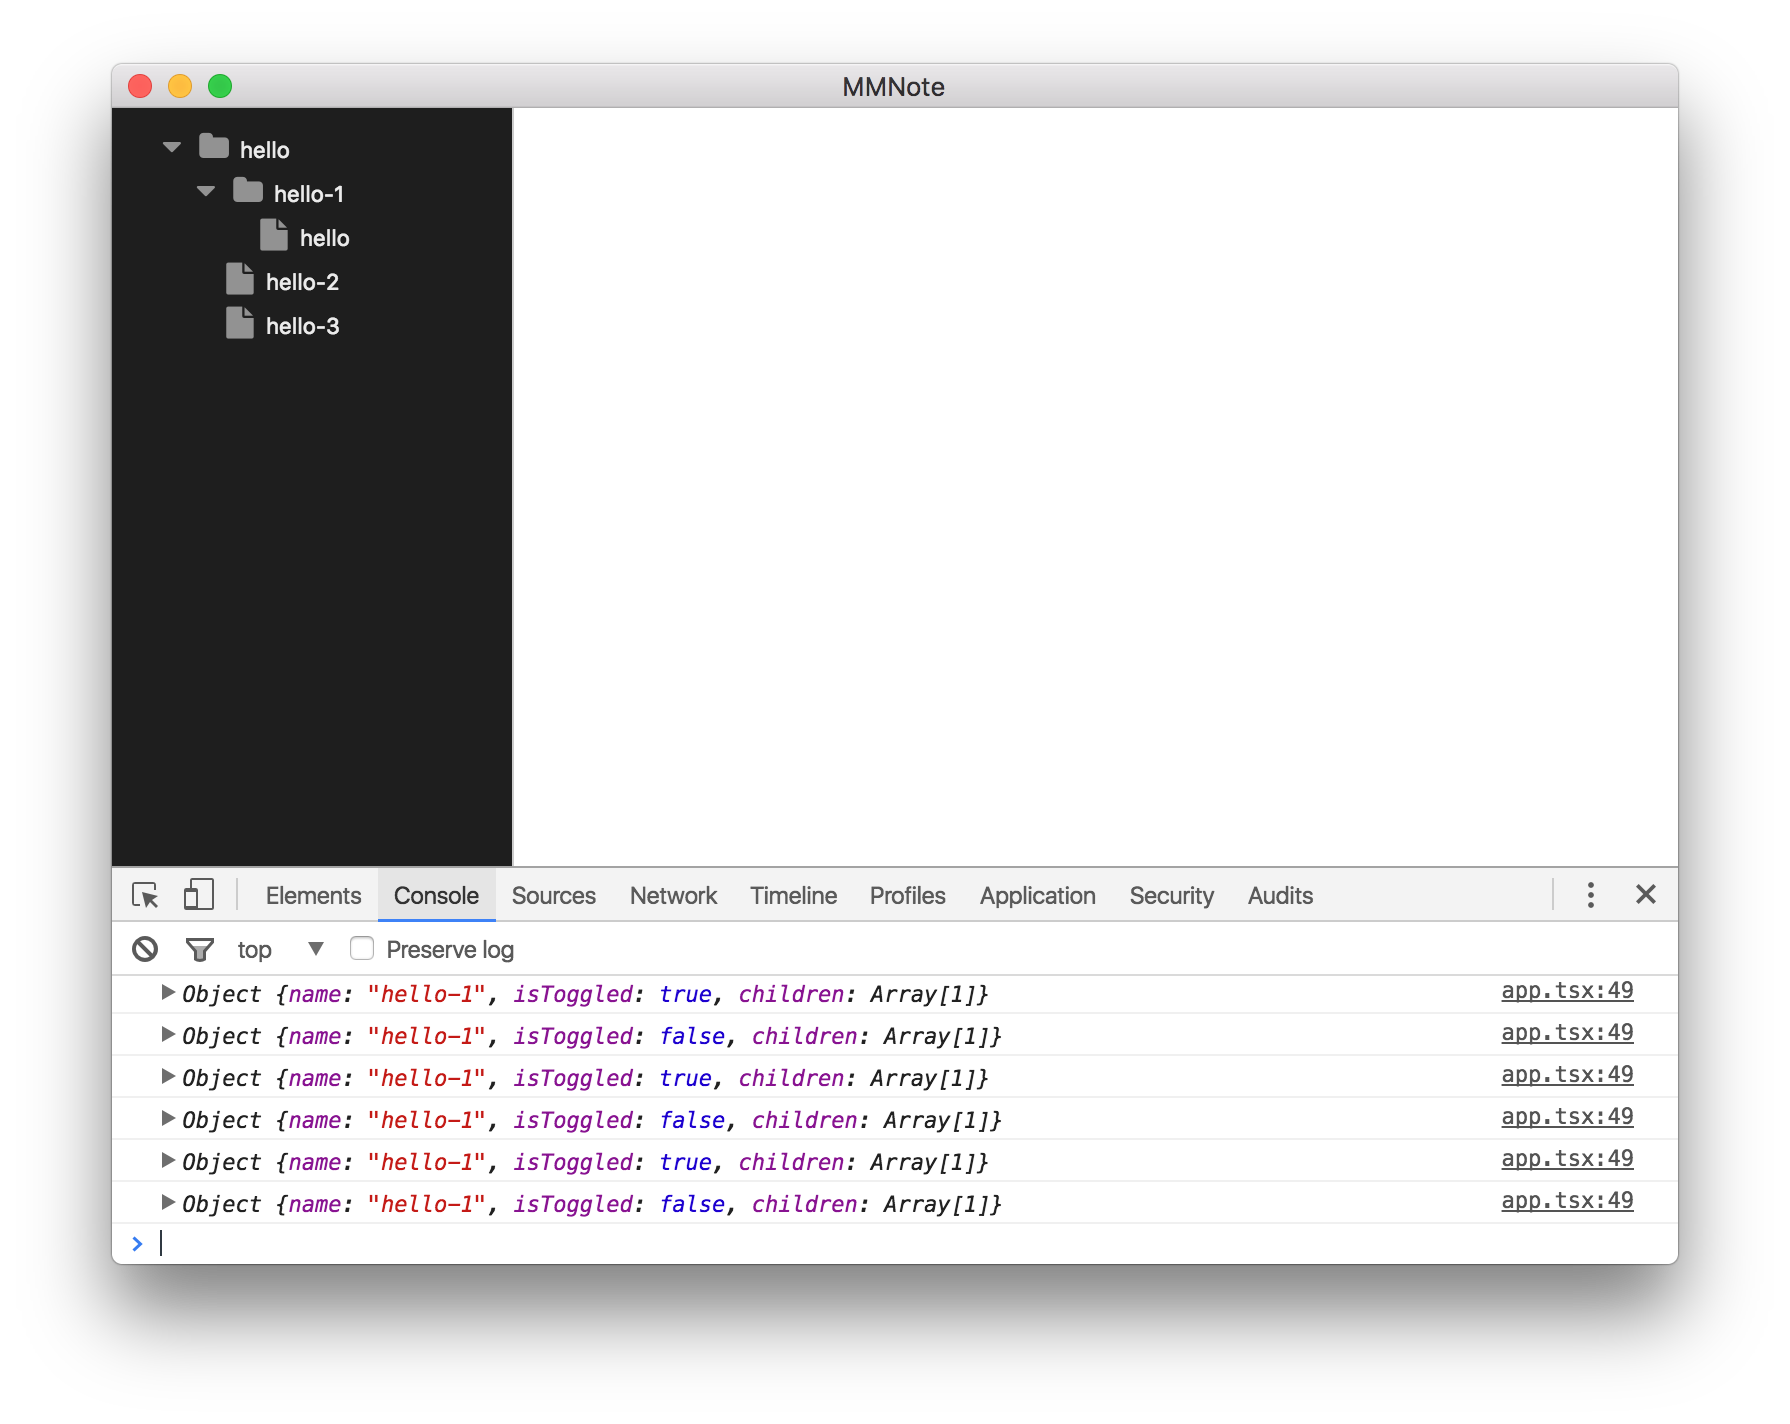 MMNote
hello
hello-1
hello
hello-2
hello-3
Elements Console Sources Network Timeline Profiles Application Security Audits
top Preserve log
Object {name: "hello-1", isToggled: true, children: Array[1]} app.tsx:49
Object {name: "hello-1", isToggled: false, children: Array[1]} app.tsx:49
Object {name: "hello-1", isToggled: true, children: Array[1]} app.tsx:49
Object {name: "hello-1", isToggled: false, children: Array[1]} app.tsx:49
Object {name: "hello-1", isToggled: true, children: Array[1]} app.tsx:49
Object {name: "hello-1", isToggled: false, children: Array[1]} app.tsx:49